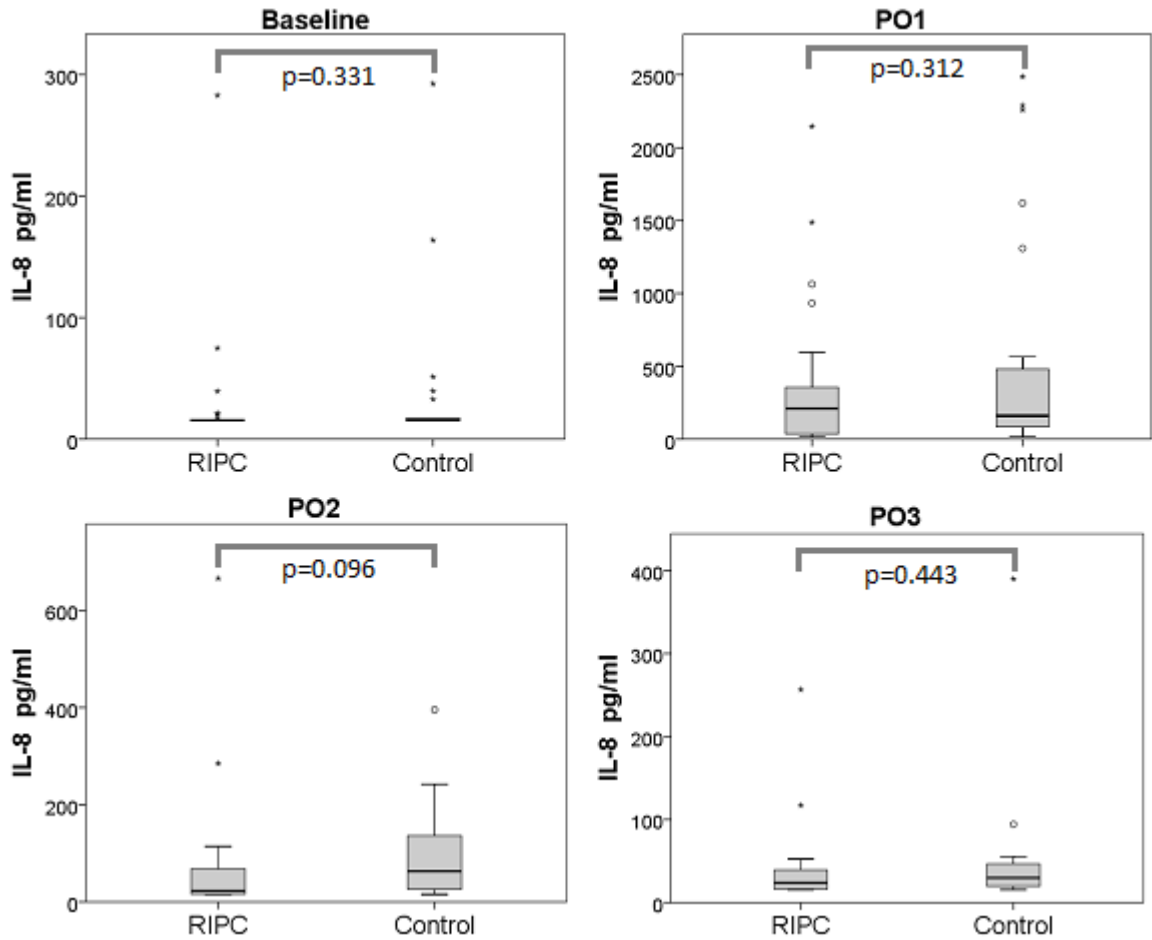 Baseline
p=0.331
IL-8 pg/ml
300
200
100
0
RIPC
Control
PO1
p=0.312
IL-8 pg/ml
2500
2000
1500
1000
500
0
RIPC
Control
PO2
p=0.096
IL-8 pg/ml
600
400
200
0
RIPC
Control
PO3
p=0.443
IL-8 pg/ml
400
300
200
100
0
RIPC
Control